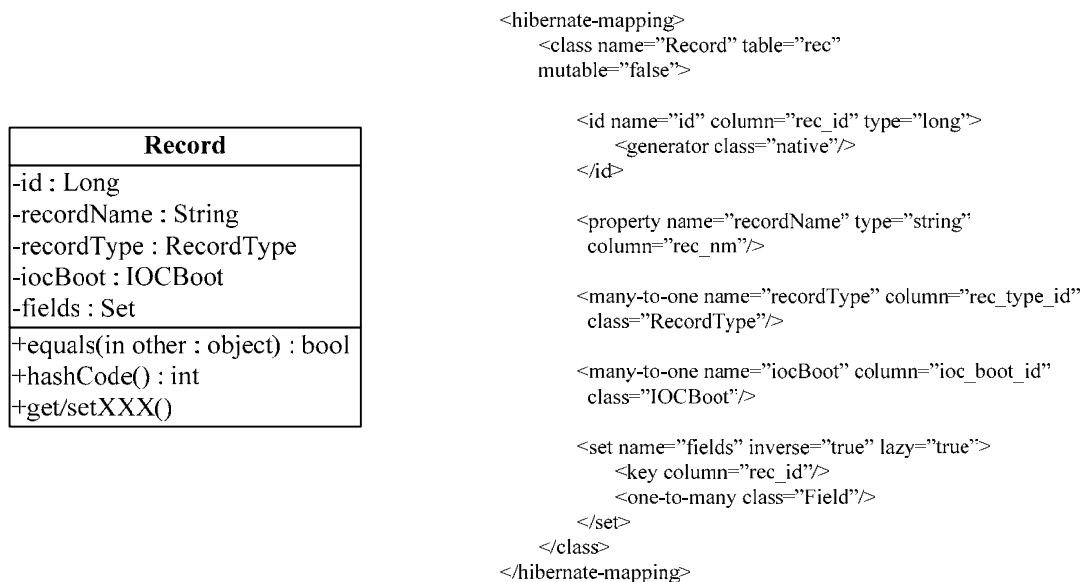 Record
-id : Long
-recordName : String
-recordType : RecordType
-iocBoot : IOCBoot
-fields : Set
+equals(in other : object) : bool
+hashCode() : int
+get/setXXX()
<hibernate-mapping>
<class name=”Record” table=”rec”
mutable=”false”>
<id name=”id” column=”rec_id” type=”long”>
<generator class=”native”/>
</id>
<property name=”recordName” type=”string”
column=”rec_nm”/>
<many-to-one name=”recordType” column=”rec_type_id”
class=”RecordType”/>
<many-to-one name=”iocBoot” column=”ioc_boot_id”
class=”IOCBoot”/>
<set name=”fields” inverse=”true” lazy=”true”>
<key column=”rec_id”/>
<one-to-many class=”Field”/>
</set>
</class>
</hibernate-mapping>